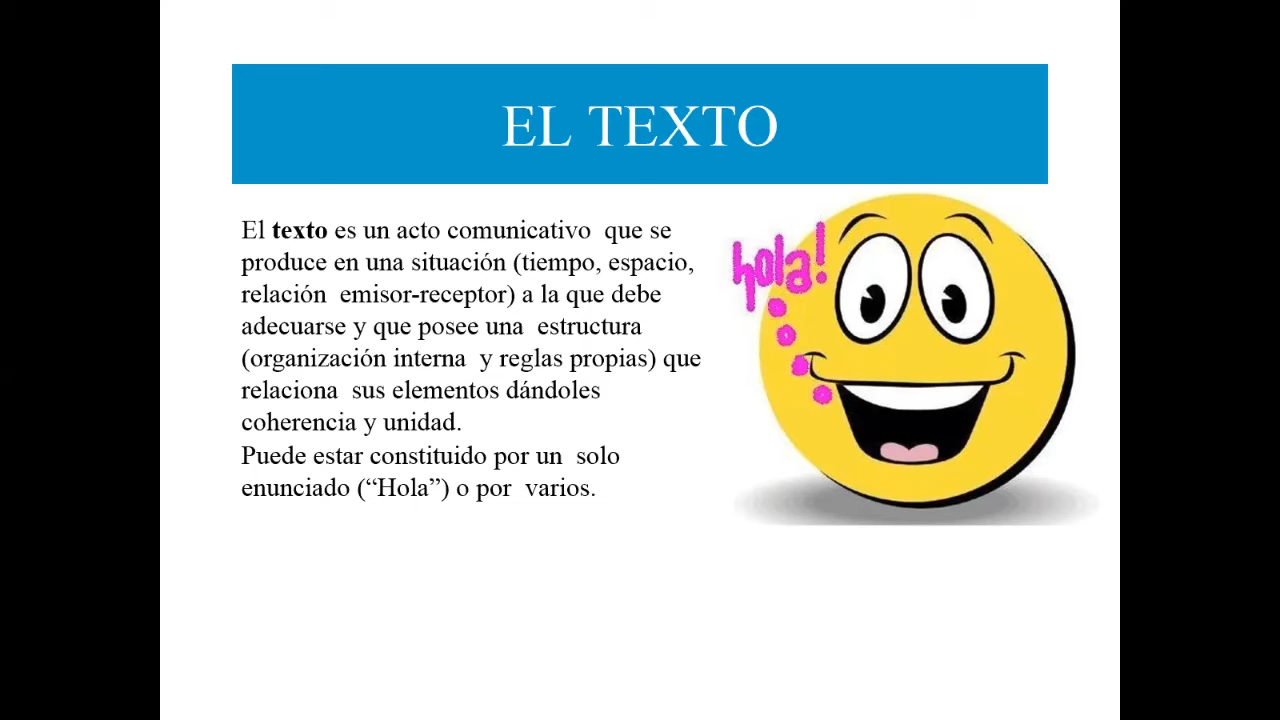 EL TEXTO
El texto es un acto comunicativo que se
produce en una situación (tiempo, espacio,
relación emisor-receptor) a la que debe
adecuarse y que posee una estructura
(organización interna y reglas propias) que
relaciona sus elementos dándoles
coherencia y unidad.
Puede estar constituido por un solo
enunciado (“Hola”) o por varios.
hola!